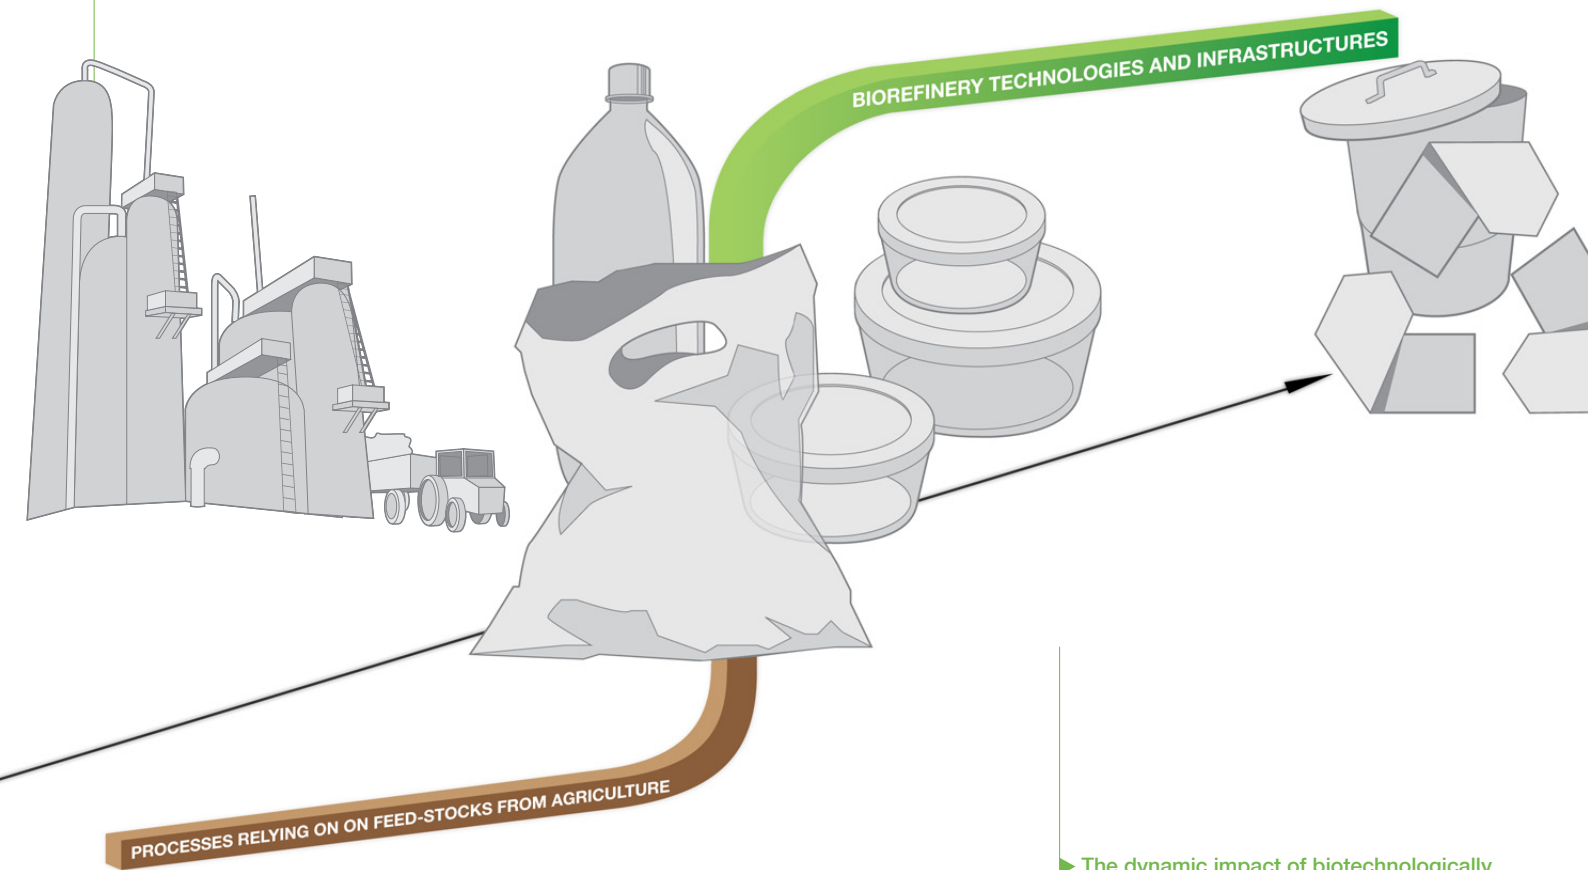 BIOREFINERY TECHNOLOGIES AND INFRASTRUCTURES
PROCESSES RELYING ON ON FEED-STOCKS FROM AGRICULTURE
The dynamic impact of biotechnologically